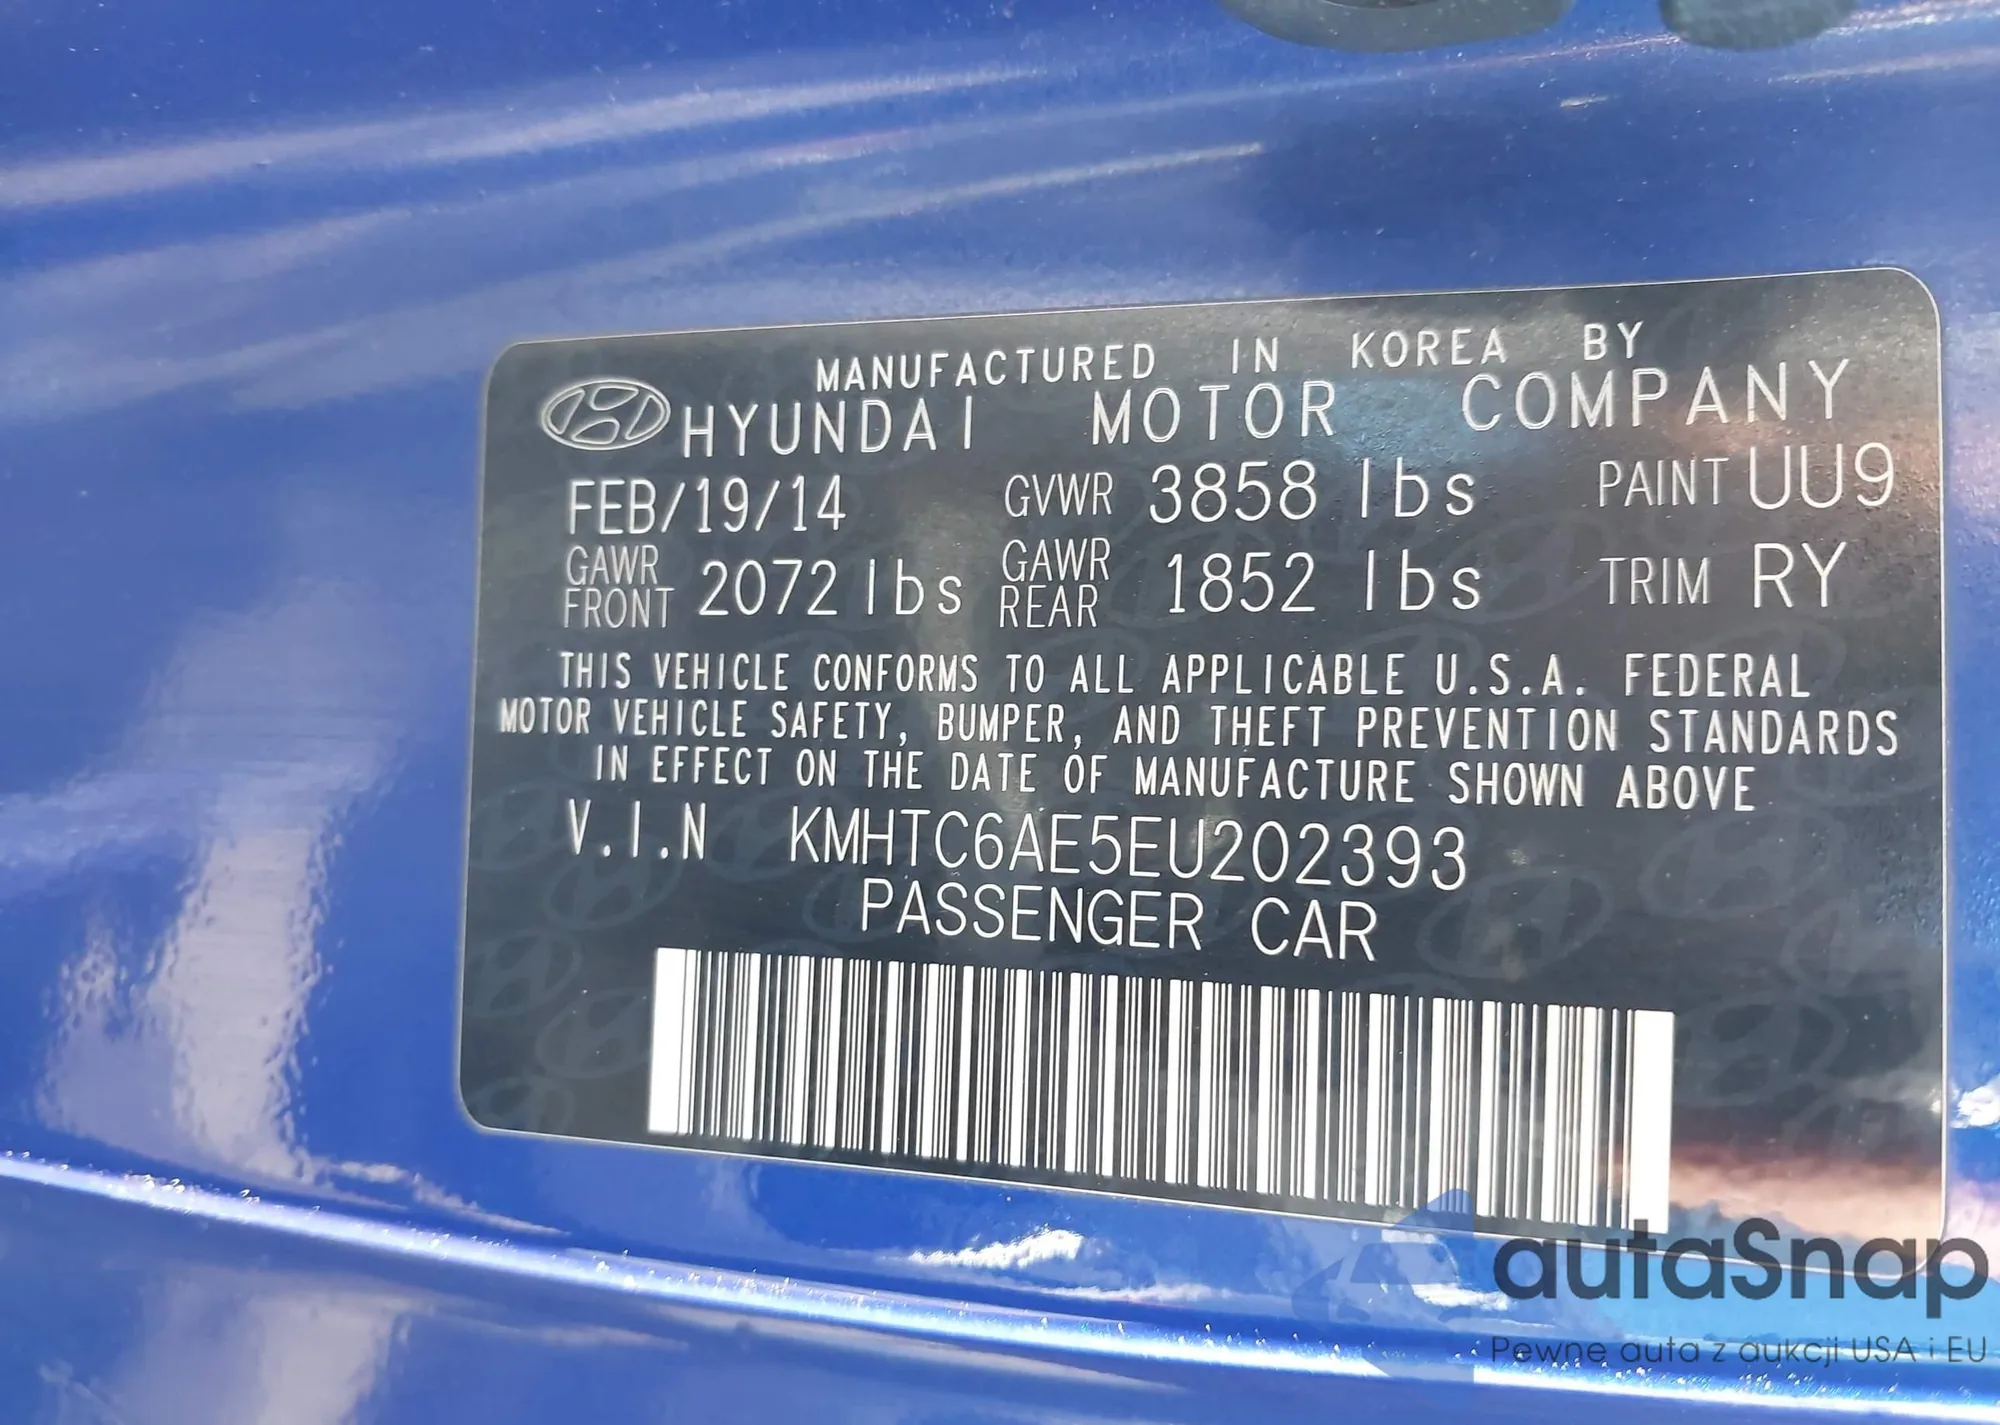 MANUFACTURED IN KOREA BY
HYUNDAI MOTOR COMPANY
FEB/19/14 GVWR 3858 lbs PAINT UU9
GAWR FRONT 2072 lbs GAWR REAR 1852 lbs TRIM RY
THIS VEHICLE CONFORMS TO ALL APPLICABLE U.S.A. FEDERAL
MOTOR VEHICLE SAFETY, BUMPER, AND THEFT PREVENTION STANDARDS
IN EFFECT ON THE DATE OF MANUFACTURE SHOWN ABOVE
V.I.N KMHTC6AE5EU202393
PASSENGER CAR
autaSnap
Pewne auta z aukcji USA i EU